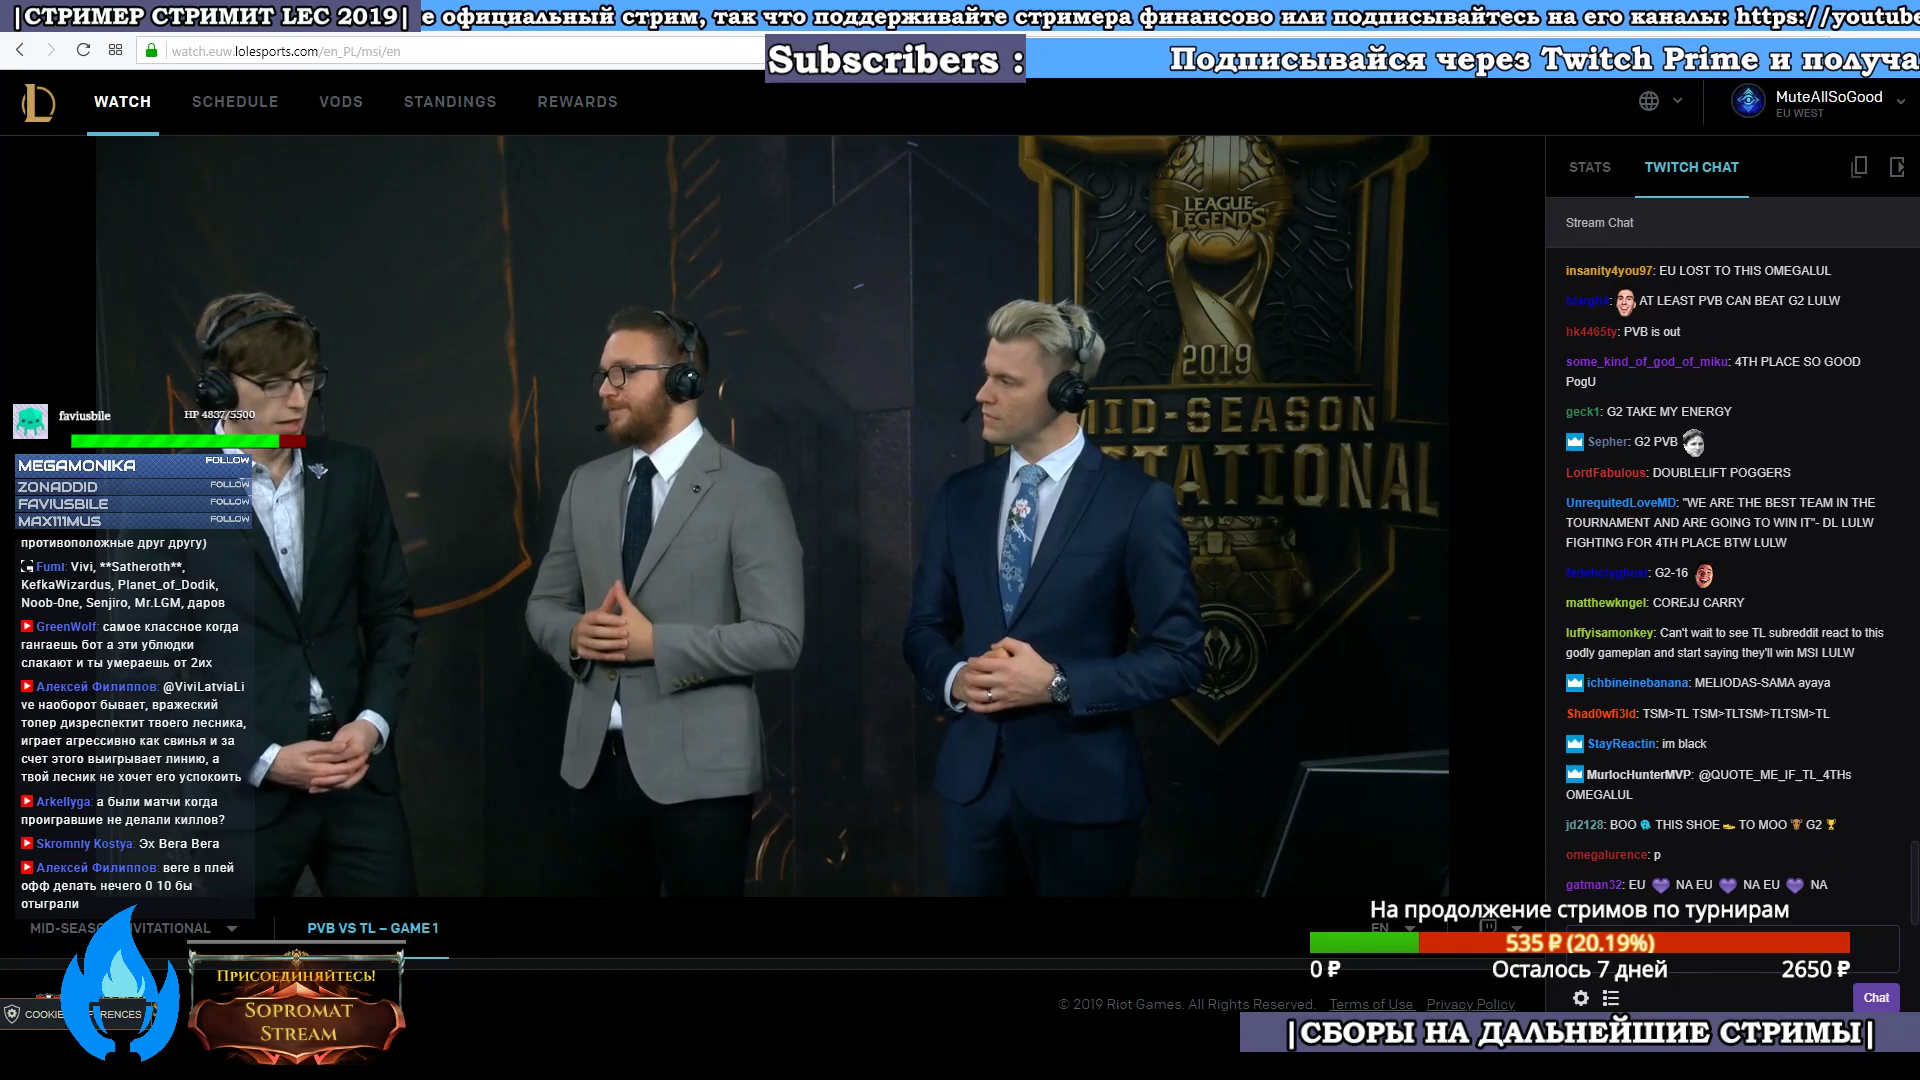 |СТРИМЕР СТРИМИТ LEC 2019|
е официальный стрим, так что поддерживайте стримера финансово или подписывайтесь на его каналы: https://youtube
watch.euw.lolesports.com/en_PL/msi/en
Subscribers :
Подписывайся через Twitch Prime и получа
WATCH
SCHEDULE
VODS
STANDINGS
REWARDS
MuteAllSoGood
EU WEST
LEAGUE
LEGENDS
2019
MID-SEASON
STATS
TWITCH CHAT
Stream Chat
insanity4you97: EU LOST TO THIS OMEGALUL
AT LEAST PVB CAN BEAT G2 LULW
hk4465ty: PVB is out
some_kind_of_god_of_miku: 4TH PLACE SO GOOD
PogU
geck1: G2 TAKE MY ENERGY
Sepher: G2 PVB
LordFabulous: DOUBLELIFT POGGERS
UnrequitedLoveMD: "WE ARE THE BEST TEAM IN THE
TOURNAMENT AND ARE GOING TO WIN IT"- DL LULW
FIGHTING FOR 4TH PLACE BTW LULW
: G2-16
matthewkngel: COREJJ CARRY
luffyisamonkey: Can't wait to see TL subreddit react to this
godly gameplan and start saying they'll win MSI LULW
ichbineinebanana: MELIODAS-SAMA ayaya
Shad0wfi3ld: TSM>TL TSM>TLTSM>TLTSM>TL
StayReactin: im black
MurlocHunterMVP: @QUOTE_ME_IF_TL_4THs
OMEGALUL
jd2128: BOO THIS SHOE TO MOO G2
omegalurence: p
gatman32: EU NA EU NA EU NA
faviusbile
HP 4837/5500
MEGAMONIKA FOLLOW
ZONADDID FOLLOW
FAVIUSBILE FOLLOW
MAX111MUS FOLLOW
противоположные друг другу)
Fumi: Vivi, **Satheroth**,
KefkaWizardus, Planet_of_Dodik,
Noob-0ne, Senjiro, Mr.LGM, даров
GreenWolf: самое классное когда
гангаешь бот а эти ублюдки
слакают и ты умераешь от 2их
Алексей Филиппов: @ViviLatviaLi
ve наоборот бывает, вражеский
топер дизреспектит твоего лесника,
играет агрессивно как свинья и за
счет этого выигрывает линию, а
твой лесник не хочет его успокоить
Arkellyga: а были матчи когда
проигравшие не делали киллов?
Skromniy Kostya: Эх Вега Вега
Алексей Филиппов: веге в плей
офф делать нечего 0 10 бы
отыграли
PVB VS TL – GAME 1
EN
На продолжение стримов по турнирам
535 ₽ (20.19%)
0 ₽
Осталось 7 дней
2650 ₽
Присоединяйтесь!
Sopromat
Stream
© 2019 Riot Games. All Rights Reserved.
Terms of Use
Privacy Policy
Chat
|СБОРЫ НА ДАЛЬНЕЙШИЕ СТРИМЫ|